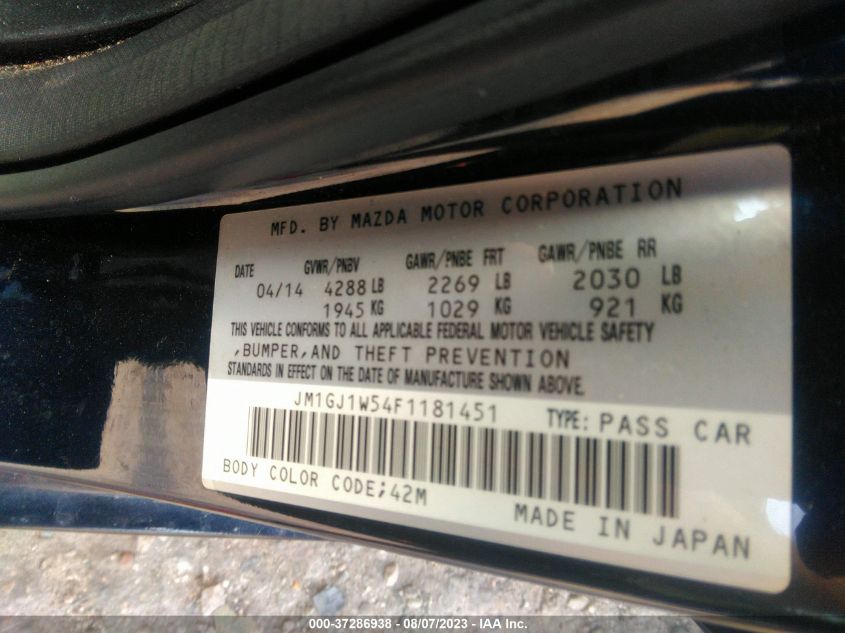 MFD. BY MAZDA MOTOR CORPORATION
DATE GVWR/PNBV GAWR/PNBE FRT GAWR/PNBE RR
04/14 4288 LB 2269 LB 2030 LB
1945 KG 1029 KG 921 KG
THIS VEHICLE CONFORMS TO ALL APPLICABLE FEDERAL MOTOR VEHICLE SAFETY
,BUMPER,AND THEFT PREVENTION
STANDARDS IN EFFECT ON THE DATE OF MANUFACTURE SHOWN ABOVE.
JM1GJ1W54F1181451 TYPE: PASS CAR
BODY COLOR CODE;42M
MADE IN JAPAN
000-37286938 - 08/07/2023 - IAA Inc.